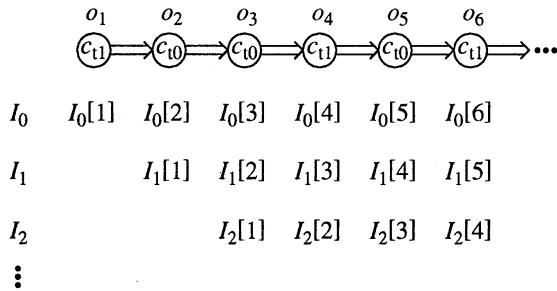 o₁ o₂ o₃ o₄ o₅ o₆
cₜ₁ cₜ₀ cₜ₀ cₜ₁ cₜ₀ cₜ₁ •••
I₀ I₀[1] I₀[2] I₀[3] I₀[4] I₀[5] I₀[6]
I₁ I₁[1] I₁[2] I₁[3] I₁[4] I₁[5]
I₂ I₂[1] I₂[2] I₂[3] I₂[4]
⋮